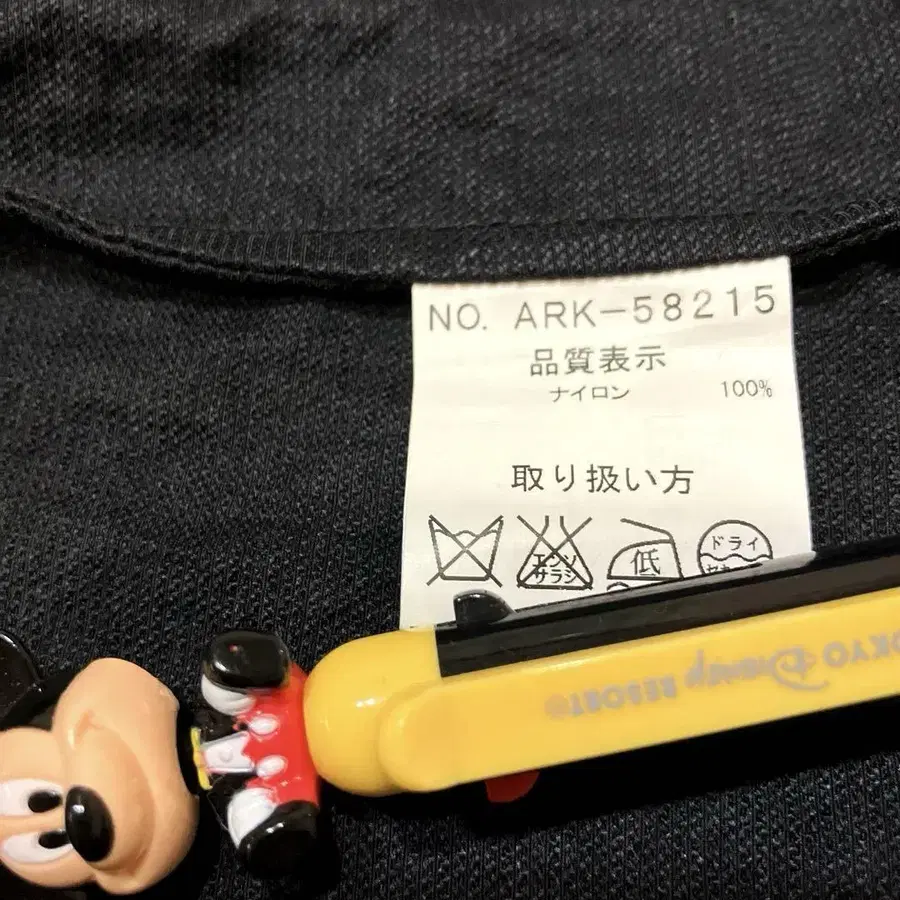 NO. ARK-58215
品質表示
ナイロン 100%
取り扱い方
エンソ
サラシ
低
ドライ
TOKYO Disney RESORT®